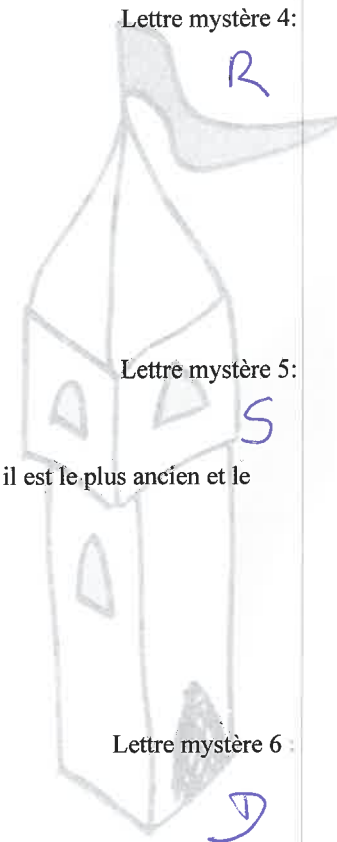 Lettre mystère 4:
R
Lettre mystère 5:
S
il est le plus ancien et le
Lettre mystère 6 :
D